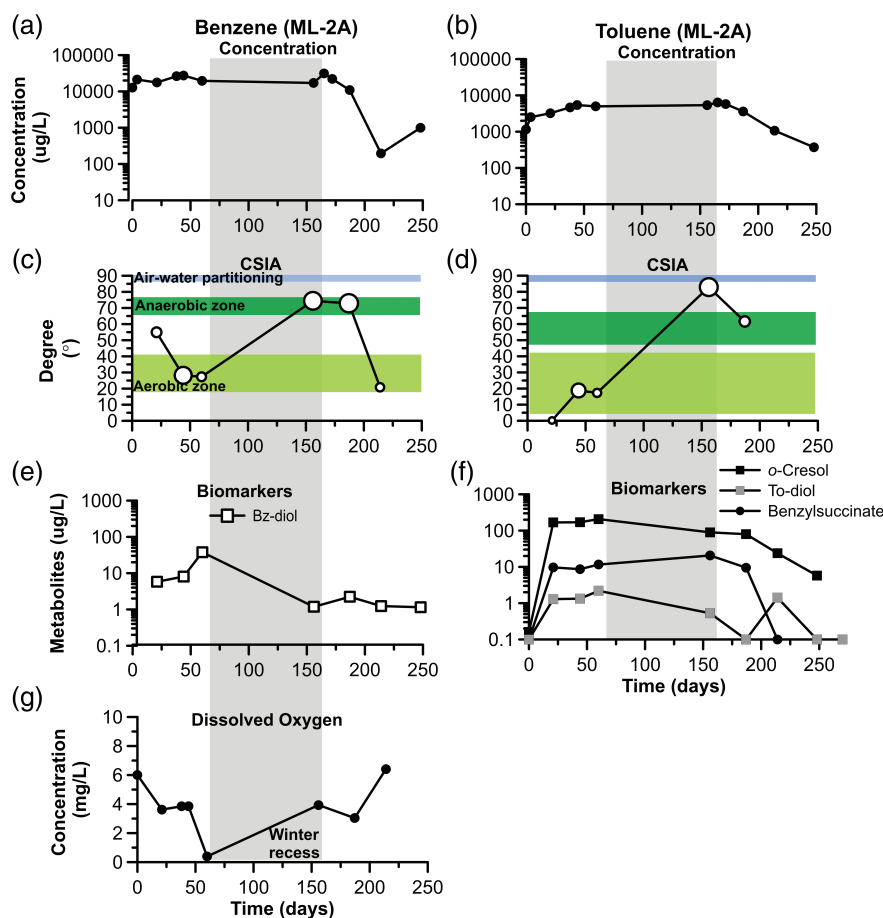 (a)
Benzene (ML-2A)
Concentration
100000
10000
1000
100
10
Concentration
(ug/L)
0 50 100 150 200 250
(b)
Toluene (ML-2A)
Concentration
100000
10000
1000
100
10
0 50 100 150 200 250
(c)
CSIA
90
80
70
60
50
40
30
20
10
0
Degree
(°)
Air-water partitioning
Anaerobic zone
Aerobic zone
0 50 100 150 200 250
(d)
CSIA
90
80
70
60
50
40
30
20
10
0
0 50 100 150 200 250
(e)
Biomarkers
Bz-diol
1000
100
10
1
0.1
Metabolites (ug/L)
0 50 100 150 200 250
(f)
o-Cresol
To-diol
Benzylsuccinate
Biomarkers
1000
100
10
1
0.1
0 50 100 150 200 250
Time (days)
(g)
Dissolved Oxygen
10
8
6
4
2
0
Concentration
(mg/L)
Winter
recess
0 50 100 150 200 250
Time (days)